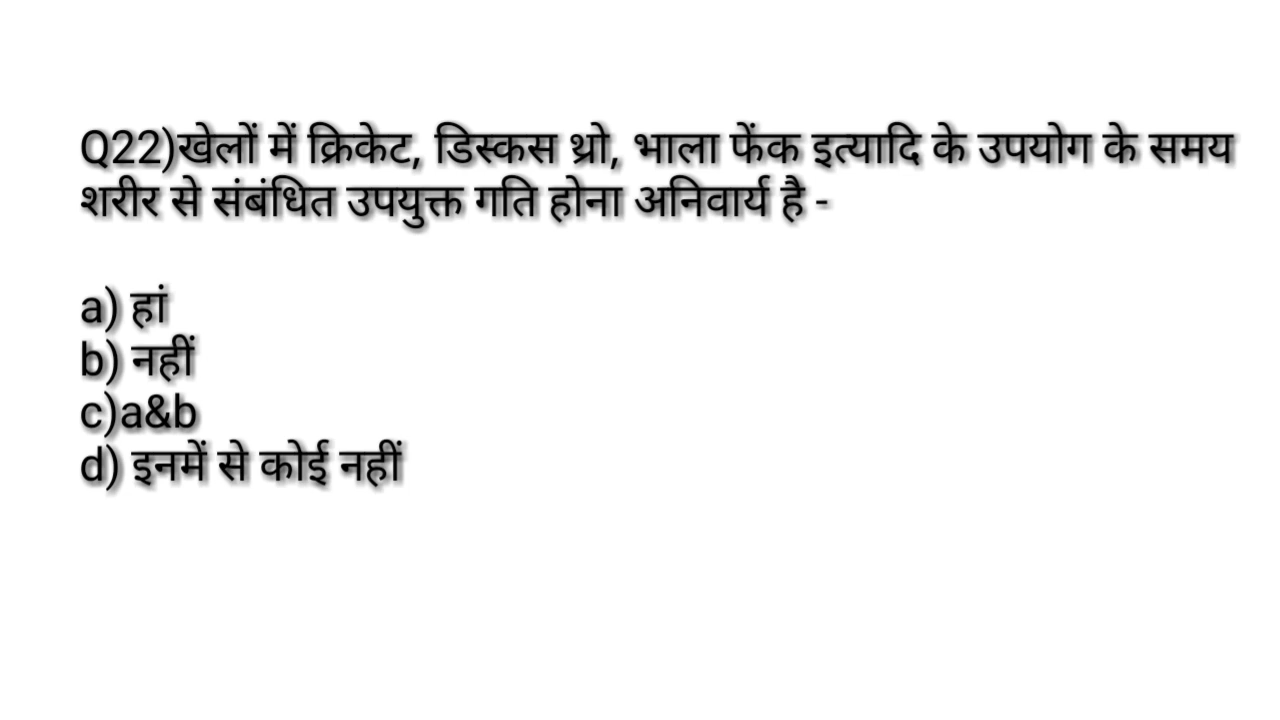 Q22)खेलों में क्रिकेट, डिस्कस थ्रो, भाला फेंक इत्यादि के उपयोग के समय
शरीर से संबंधित उपयुक्त गति होना अनिवार्य है -
a) हां
b) नहीं
c)a&b
d) इनमें से कोई नहीं